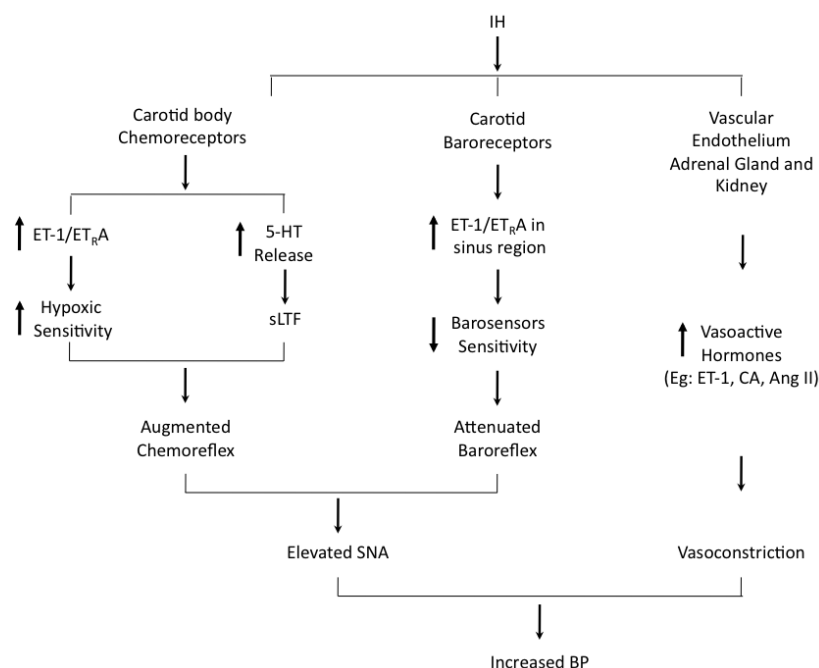 IH
Carotid body
Chemoreceptors
Carotid
Baroreceptors
Vascular
Endothelium
Adrenal Gland and
Kidney
ET-1/ETRA
5-HT
Release
ET-1/ETRA in
sinus region
Hypoxic
Sensitivity
sLTF
Barosensors
Sensitivity
Vasoactive
Hormones
(Eg: ET-1, CA, Ang II)
Augmented
Chemoreflex
Attenuated
Baroreflex
Elevated SNA
Vasoconstriction
Increased BP